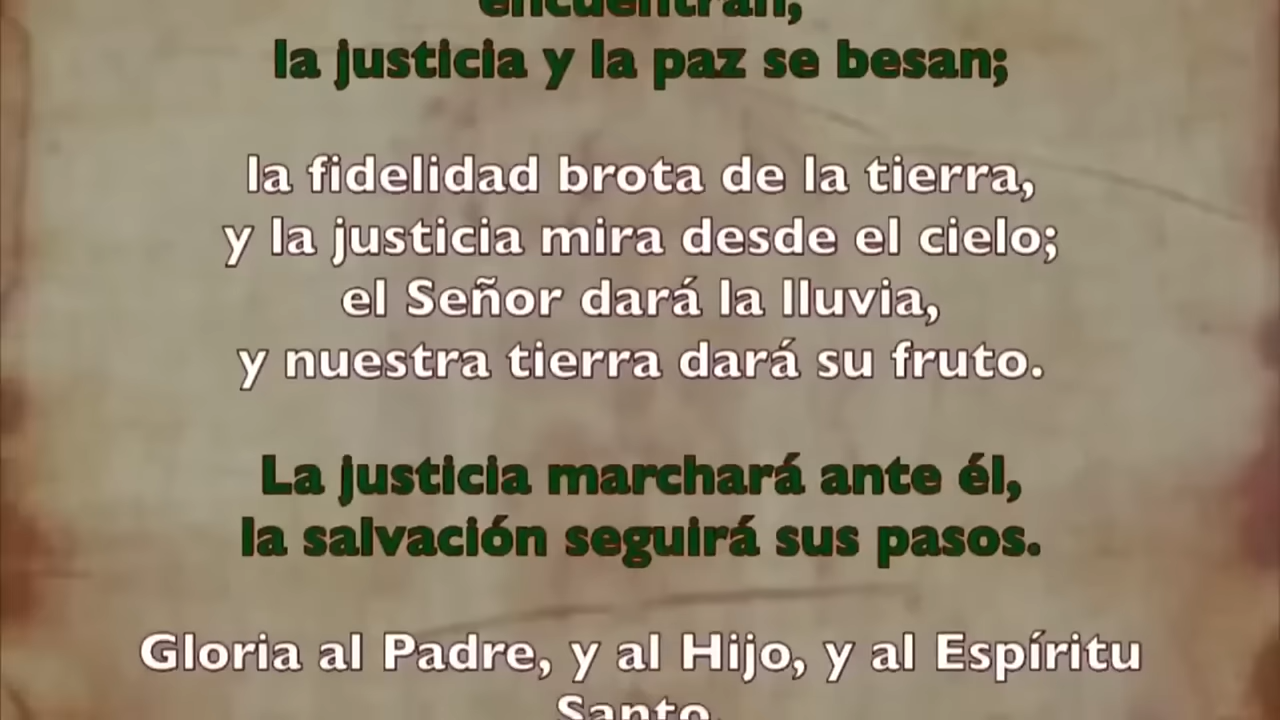 encuentran,
la justicia y la paz se besan;
la fidelidad brota de la tierra,
y la justicia mira desde el cielo;
el Señor dará la lluvia,
y nuestra tierra dará su fruto.
La justicia marchará ante él,
la salvación seguirá sus pasos.
Gloria al Padre, y al Hijo, y al Espíritu
Santo.